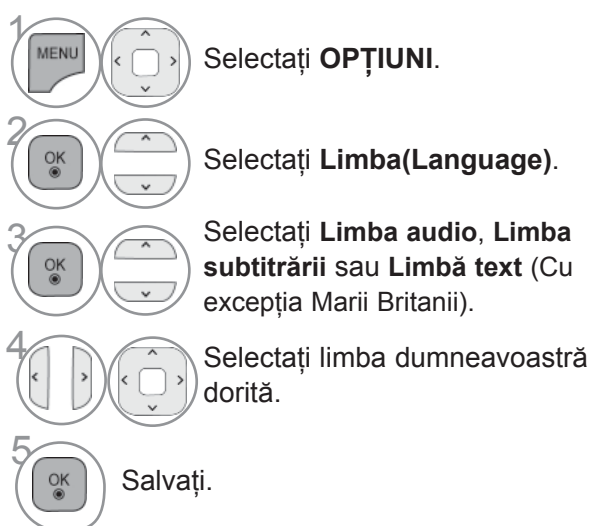 1
MENU
Selectați OPȚIUNI.
2
OK
Selectați Limba(Language).
3
OK
Selectați Limba audio, Limba
subtitrării sau Limbă text (Cu
excepția Marii Britanii).
4
Selectați limba dumneavoastră
dorită.
5
OK
Salvați.